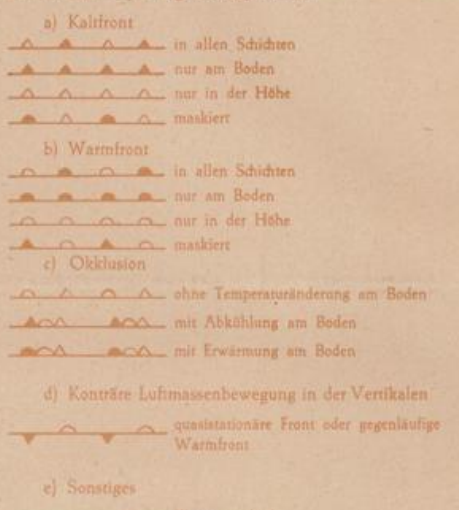 a) Kaltfront
in allen Schichten
nur am Boden
nur in der Höhe
maskiert
b) Warmfront
in allen Schichten
nur am Boden
nur in der Höhe
maskiert
c) Okklusion
ohne Temperaturänderung am Boden
mit Abkühlung am Boden
mit Erwärmung am Boden
d) Konträre Luftmassenbewegung in der Vertikalen
quasistationäre Front oder gegenläufige
Warmfront
e) Sonstiges